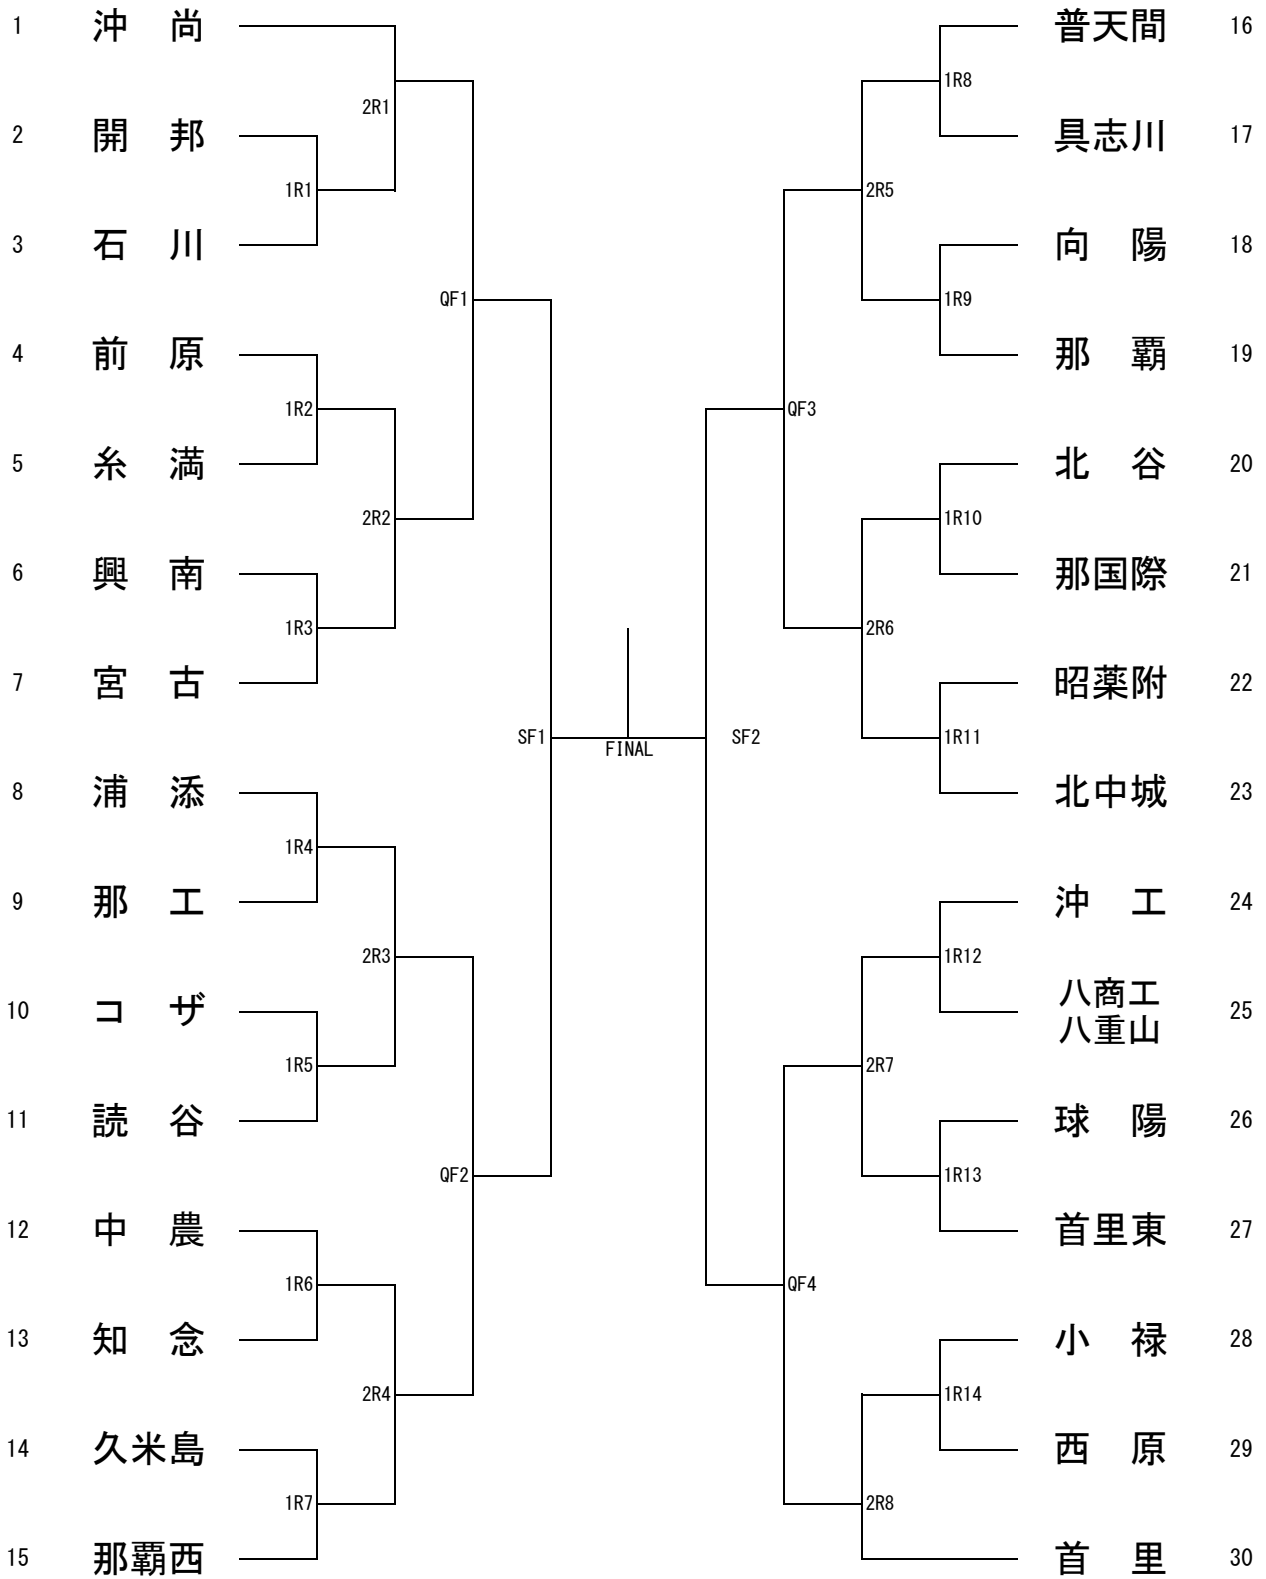 1 沖 尚
2R1
2 開 邦
1R1
3 石 川
QF1
4 前 原
1R2
5 糸 満
2R2
6 興 南
1R3
7 宮 古
SF1
8 浦 添
1R4
9 那 工
2R3
10 コ ザ
1R5
11 読 谷
QF2
12 中 農
1R6
13 知 念
2R4
14 久米島
1R7
15 那覇西
FINAL
普天間 16
1R8
具志川 17
2R5
向 陽 18
1R9
那 覇 19
QF3
北 谷 20
1R10
那国際 21
2R6
昭薬附 22
SF2
1R11
北中城 23
沖 工 24
1R12
八商工
八重山 25
2R7
球 陽 26
1R13
首里東 27
QF4
小 禄 28
1R14
西 原 29
2R8
首 里 30